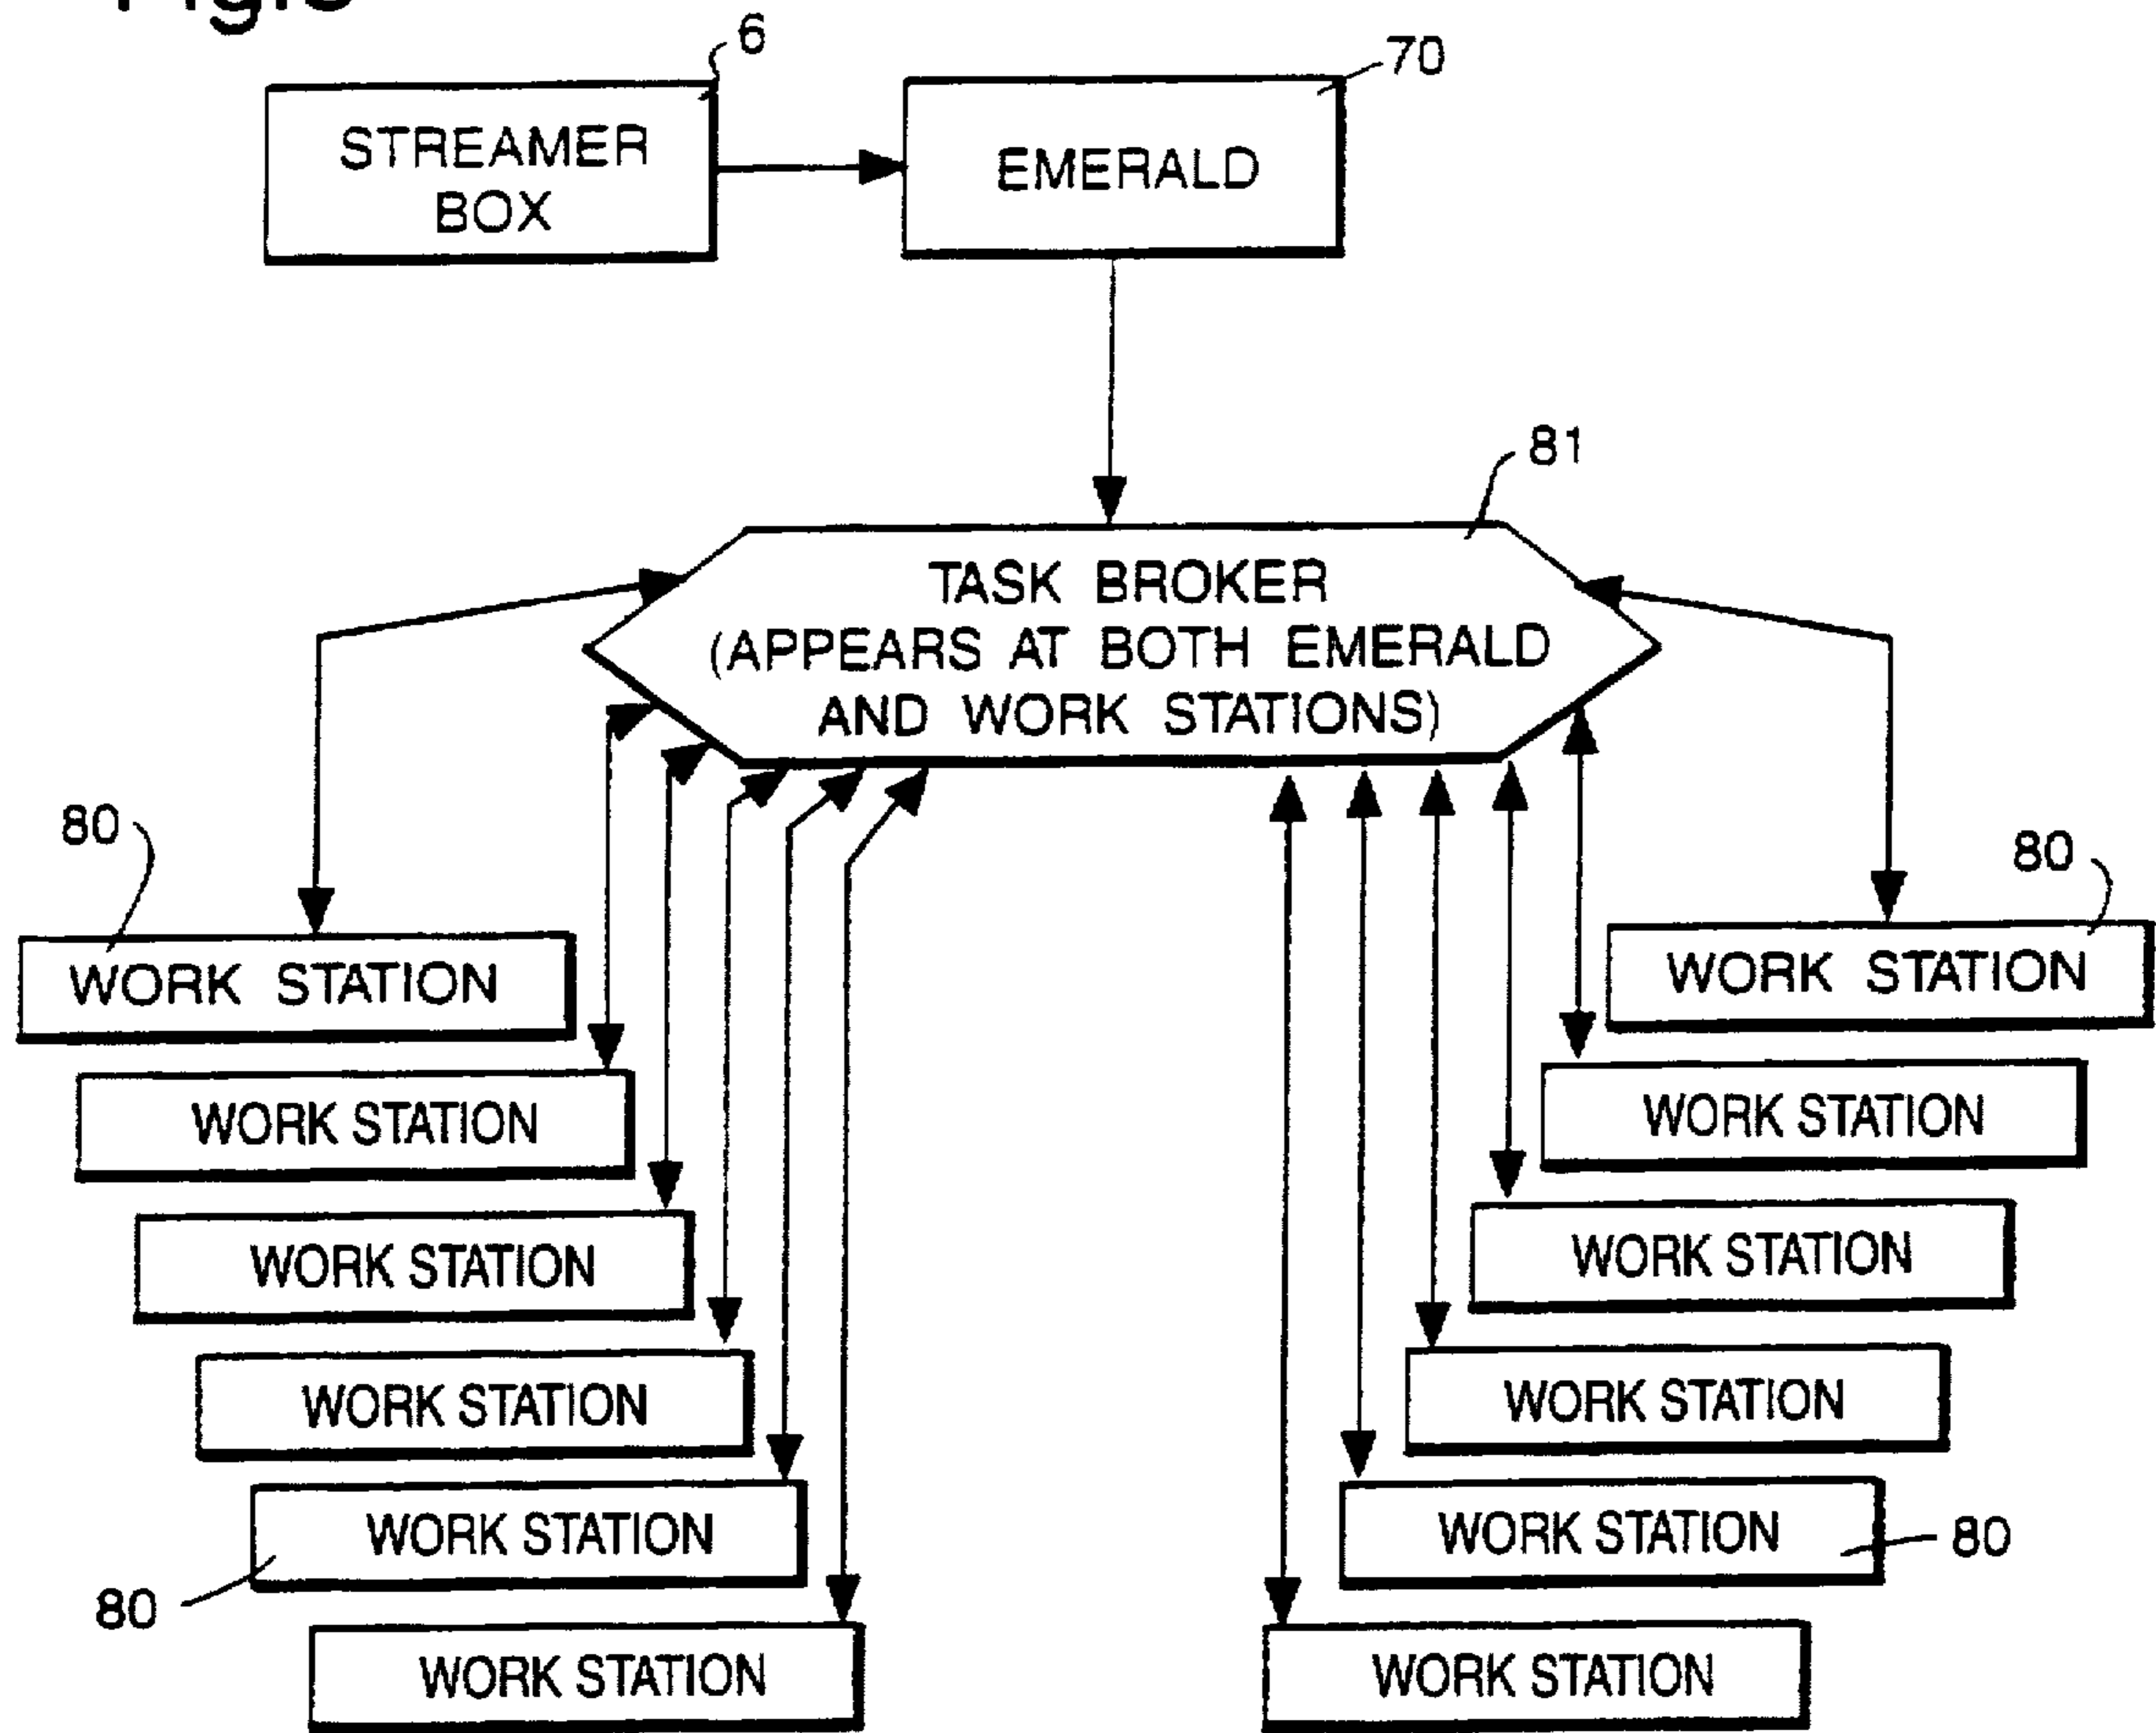 6
70
STREAMER
BOX
EMERALD
81
TASK BROKER
(APPEARS AT BOTH EMERALD
AND WORK STATIONS)
80
80
WORK STATION
WORK STATION
WORK STATION
WORK STATION
WORK STATION
WORK STATION
WORK STATION
WORK STATION
WORK STATION
WORK STATION
80
80
WORK STATION
WORK STATION